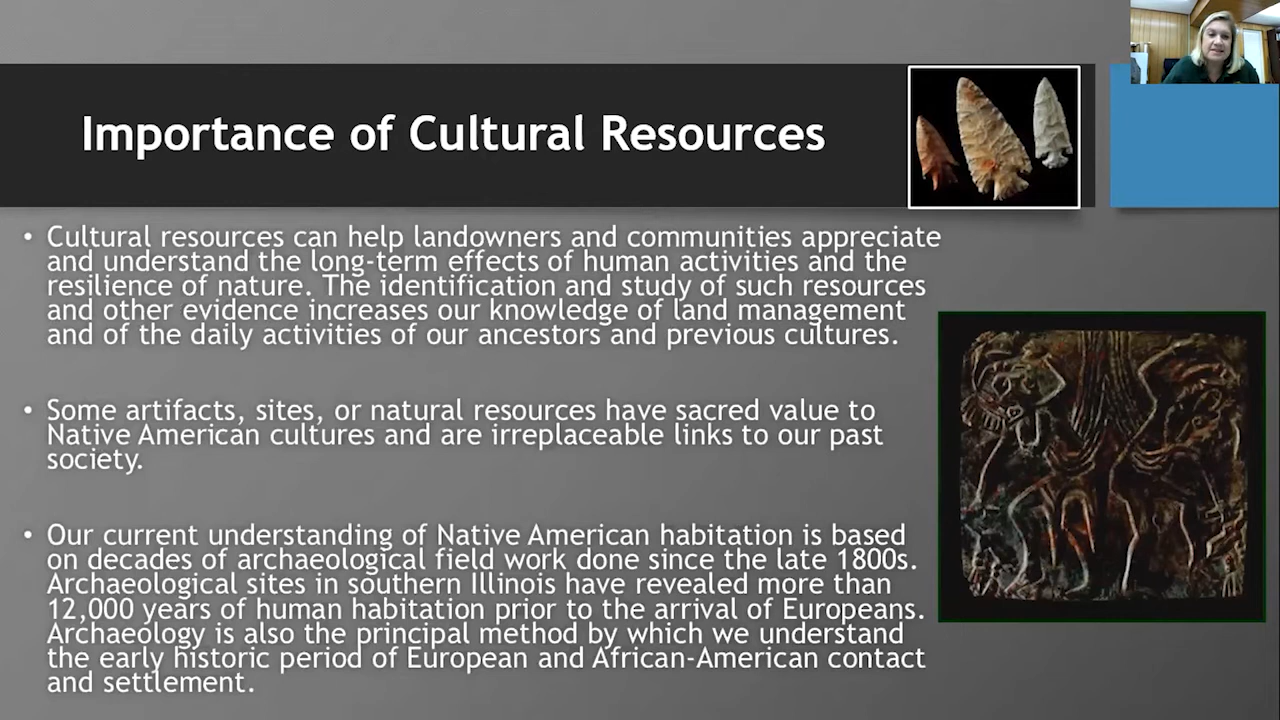 Importance of Cultural Resources
• Cultural resources can help landowners and communities appreciate
and understand the long-term effects of human activities and the
resilience of nature. The identification and study of such resources
and other evidence increases our knowledge of land management
and of the daily activities of our ancestors and previous cultures.
• Some artifacts, sites, or natural resources have sacred value to
Native American cultures and are irreplaceable links to our past
society.
• Our current understanding of Native American habitation is based
on decades of archaeological field work done since the late 1800s.
Archaeological sites in southern Illinois have revealed more than
12,000 years of human habitation prior to the arrival of Europeans.
Archaeology is also the principal method by which we understand
the early historic period of European and African-American contact
and settlement.